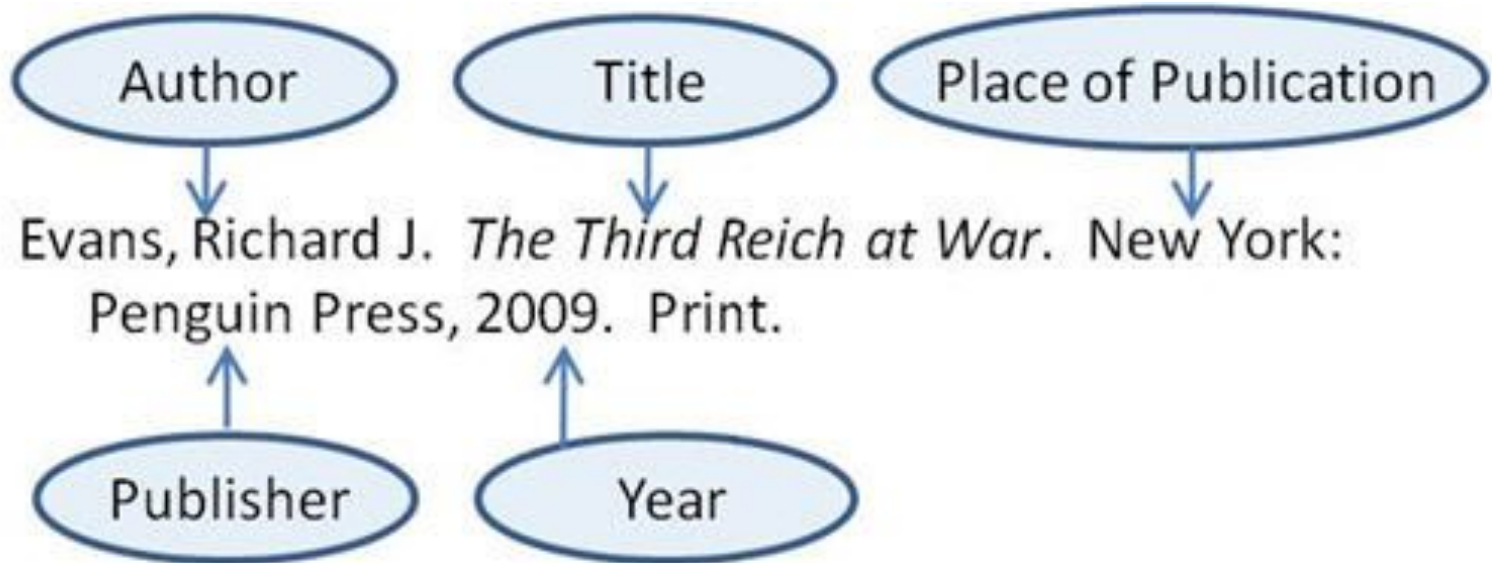 Author
Title
Place of Publication
Evans, Richard J. The Third Reich at War. New York:
Penguin Press, 2009. Print.
Publisher
Year